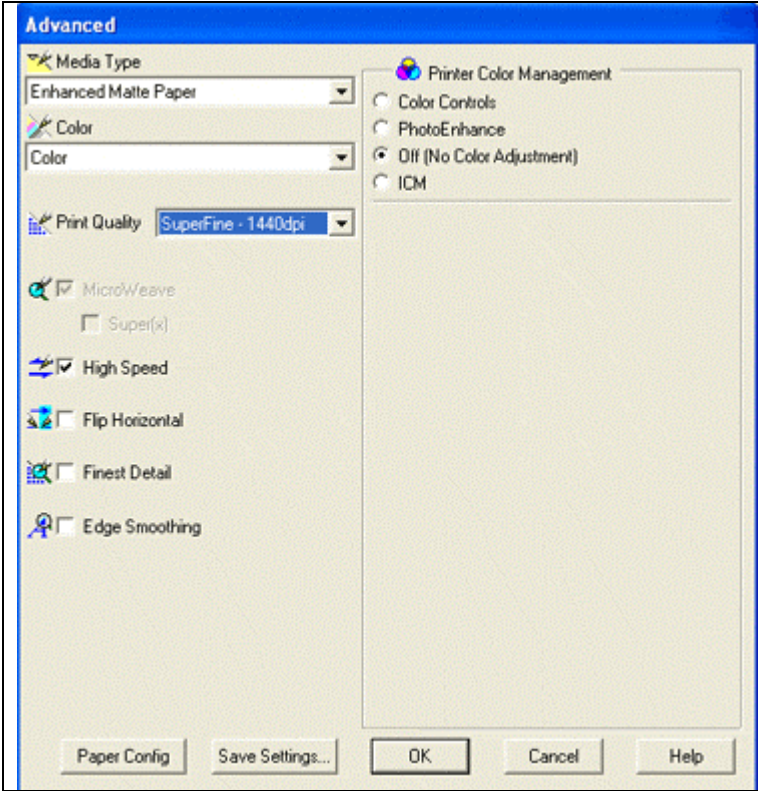 Advanced
Media Type
Enhanced Matte Paper
Color
Color
Print Quality SuperFine - 1440dpi
MicroWeave
Super(x)
High Speed
Flip Horizontal
Finest Detail
Edge Smoothing
Printer Color Management
Color Controls
PhotoEnhance
Off (No Color Adjustment)
ICM
Paper Config Save Settings... OK Cancel Help